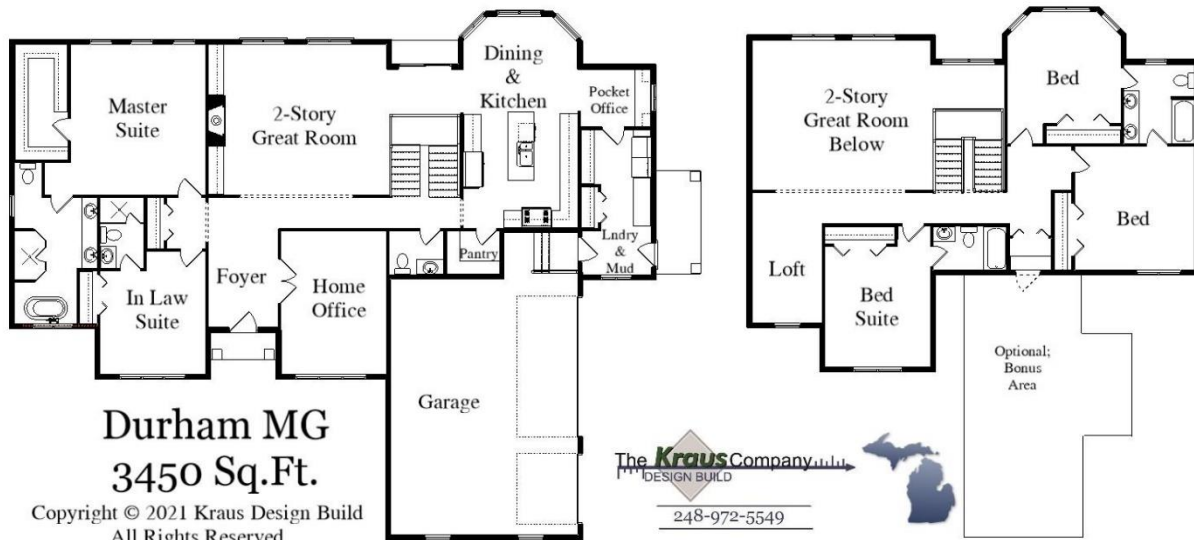 Master
Suite
2-Story
Great Room
Dining
&
Kitchen
Pocket
Office
Pantry
Lndry
&
Mud
In Law
Suite
Foyer
Home
Office
Garage
2-Story
Great Room
Below
Bed
Bed
Loft
Bed
Suite
Optional;
Bonus
Area
Durham MG
3450 Sq.Ft.
Copyright © 2021 Kraus Design Build
All Rights Reserved
The Kraus Company
DESIGN BUILD
248-972-5549